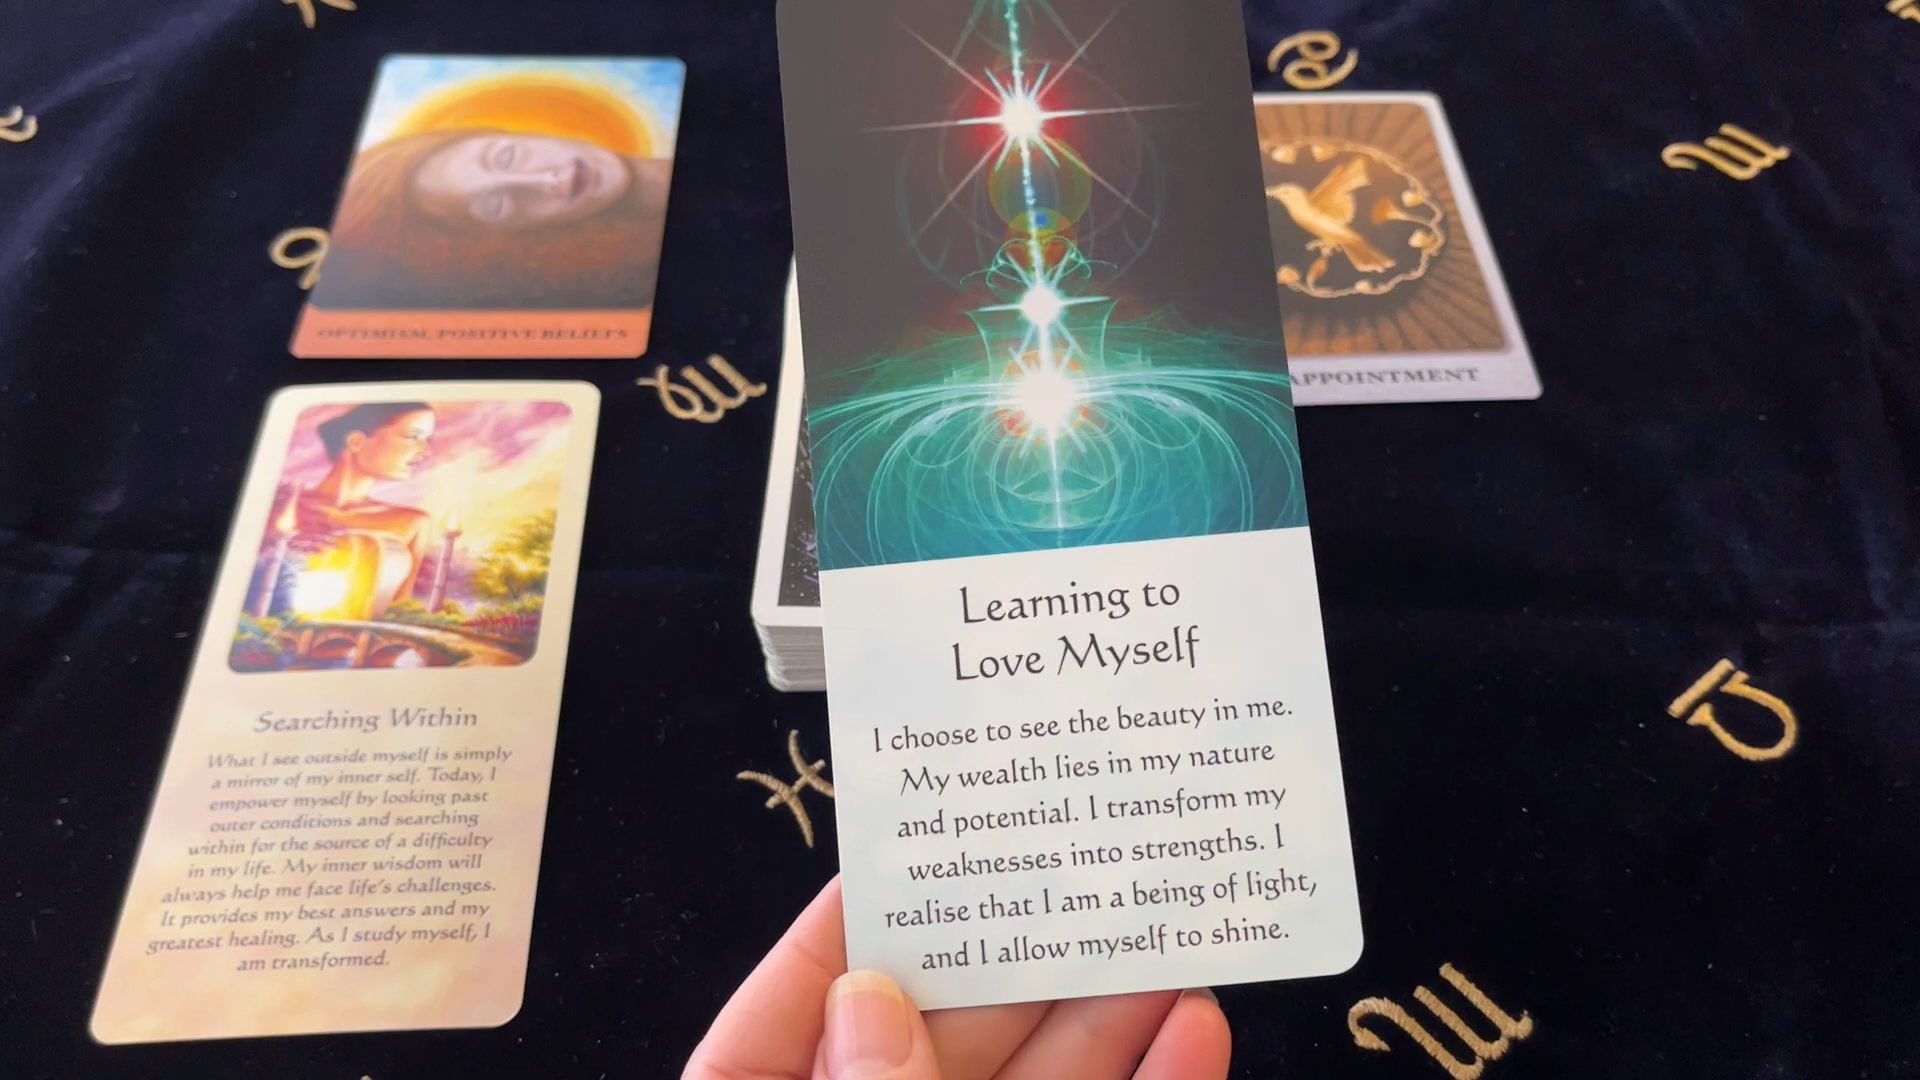 OPTIMISM, POSITIVE BELIEFS
APPOINTMENT
Searching Within
What I see outside myself is simply
a mirror of my inner self. Today, I
empower myself by looking past
outer conditions and searching
within for the source of a difficulty
in my life. My inner wisdom will
always help me face life's challenges.
It provides my best answers and my
greatest healing. As I study myself, I
am transformed.
Learning to
Love Myself
I choose to see the beauty in me.
My wealth lies in my nature
and potential. I transform my
weaknesses into strengths. I
realise that I am a being of light,
and I allow myself to shine.